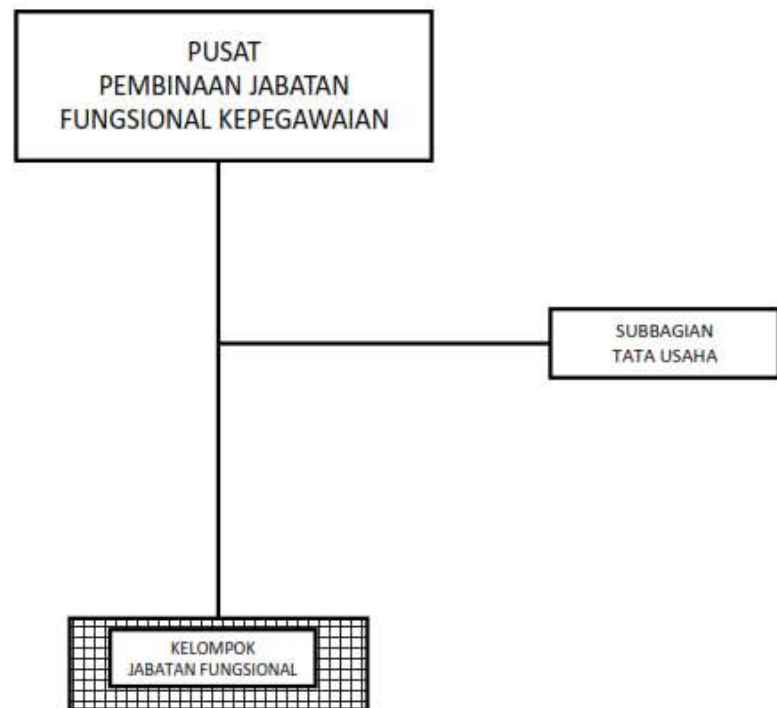 PUSAT
PEMBINAAN JABATAN
FUNGSIONAL KEPEGAWAIAN
SUBBAGIAN
TATA USAHA
KELOMPOK
JABATAN FUNGSIONAL